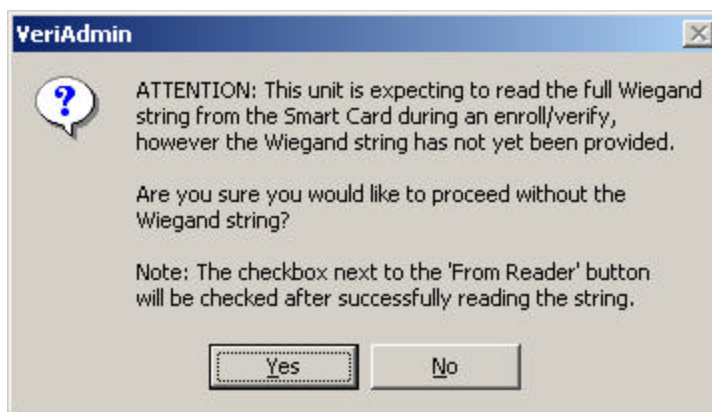 VeriAdmin
ATTENTION: This unit is expecting to read the full Wiegand
string from the Smart Card during an enroll/verify,
however the Wiegand string has not yet been provided.
Are you sure you would like to proceed without the
Wiegand string?
Note: The checkbox next to the 'From Reader' button
will be checked after successfully reading the string.
Yes
No